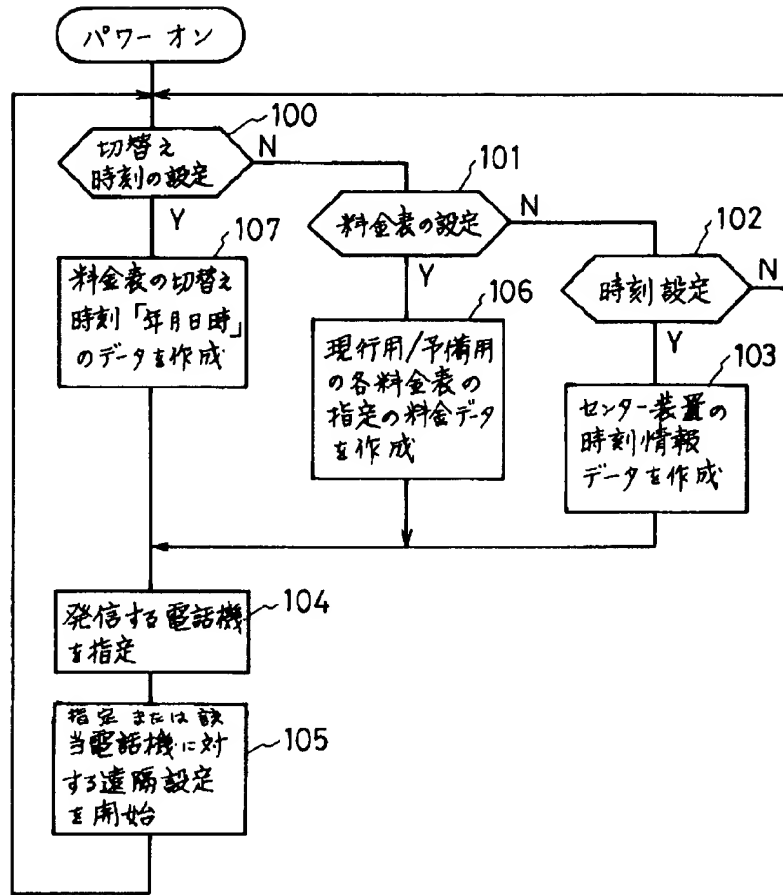 パワーオン
100
切替え
時刻の設定
N
Y
101
料金表の設定
N
Y
102
時刻設定
N
Y
107
料金表の切替え
時刻「年月日時」
のデータを作成
106
現行用/予備用
の各料金表の
指定の料金データ
を作成
103
センター装置の
時刻情報
データを作成
104
発信する電話機
を指定
105
指定または該
当電話機に対
する遠隔設定
を開始